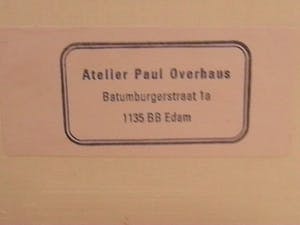 Atelier Paul Overhaus
Batumburgerstraat 1a
1135 BB Edam